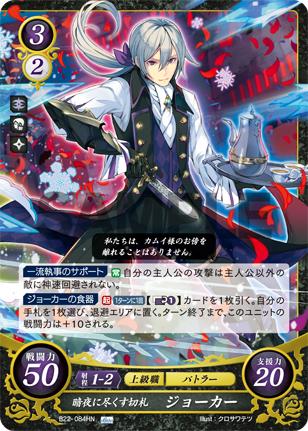 3
2
私たちは、カムイ様のお傍を
離れることはありません。
一流執事のサポート 常 自分の主人公の攻撃は主人公以外の
敵に神速回避されない。
ジョーカーの食器 起 1ターンに1回【 】カードを1枚引く。自分の
手札を1枚選び、退避エリアに置く。ターン終了まで、このユニットの
戦闘力は+10される。
戦闘力
50
射程 1-2 上級職 バトラー
支援力
20
暗夜に尽くす切札 ジョーカー
B22-084HN
Illust:クロサワテツ